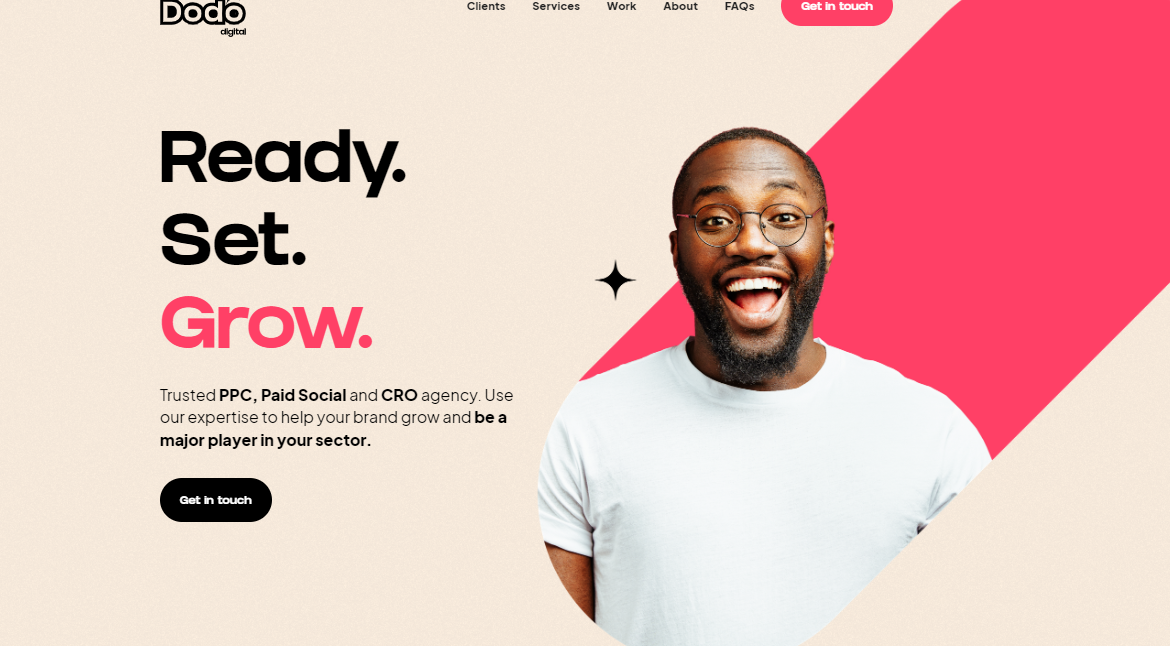 Dodo
digital
Clients Services Work About FAQs Get in touch
Ready.
Set.
Grow.
Trusted PPC, Paid Social and CRO agency. Use
our expertise to help your brand grow and be a
major player in your sector.
Get in touch